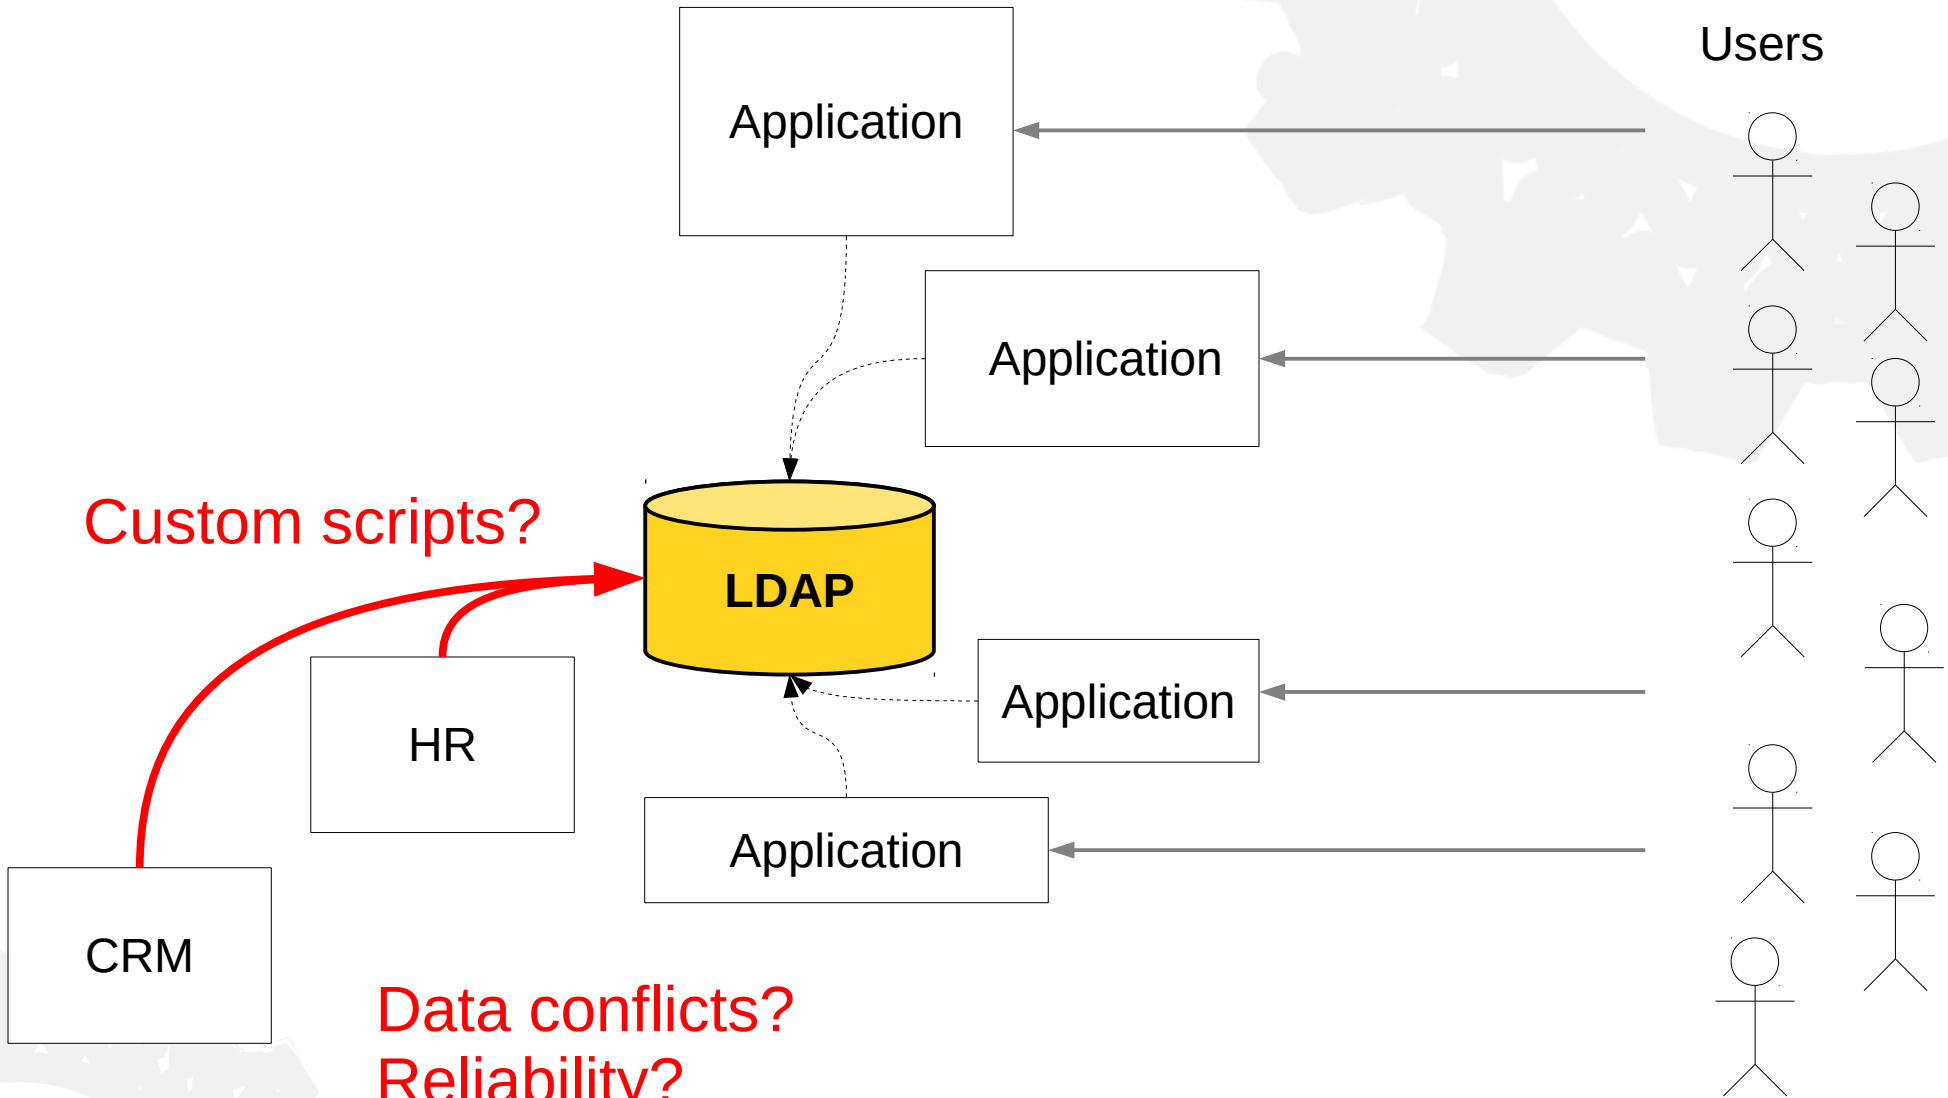 Users
Application
Application
Custom scripts?
LDAP
Application
HR
Application
CRM
Data conflicts?
Reliability?